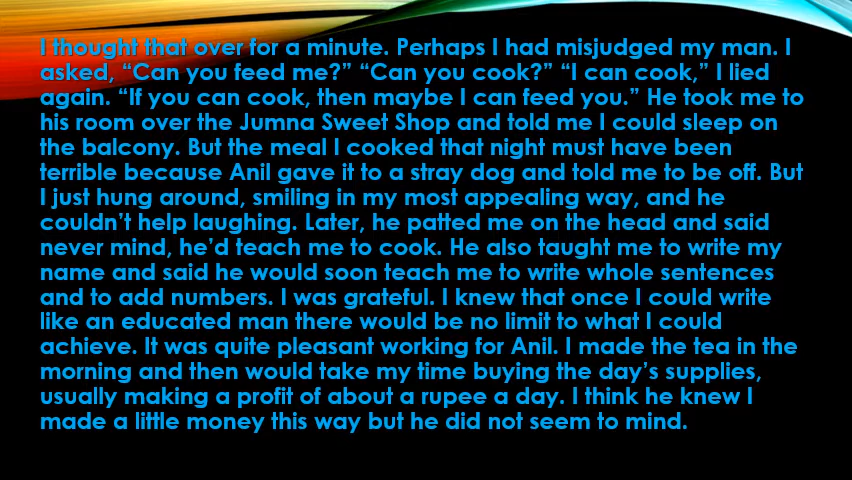 I thought that over for a minute. Perhaps I had misjudged my man. I
asked, “Can you feed me?” “Can you cook?” “I can cook,” I lied
again. “If you can cook, then maybe I can feed you.” He took me to
his room over the Jumna Sweet Shop and told me I could sleep on
the balcony. But the meal I cooked that night must have been
terrible because Anil gave it to a stray dog and told me to be off. But
I just hung around, smiling in my most appealing way, and he
couldn’t help laughing. Later, he patted me on the head and said
never mind, he’d teach me to cook. He also taught me to write my
name and said he would soon teach me to write whole sentences
and to add numbers. I was grateful. I knew that once I could write
like an educated man there would be no limit to what I could
achieve. It was quite pleasant working for Anil. I made the tea in the
morning and then would take my time buying the day’s supplies,
usually making a profit of about a rupee a day. I think he knew I
made a little money this way but he did not seem to mind.